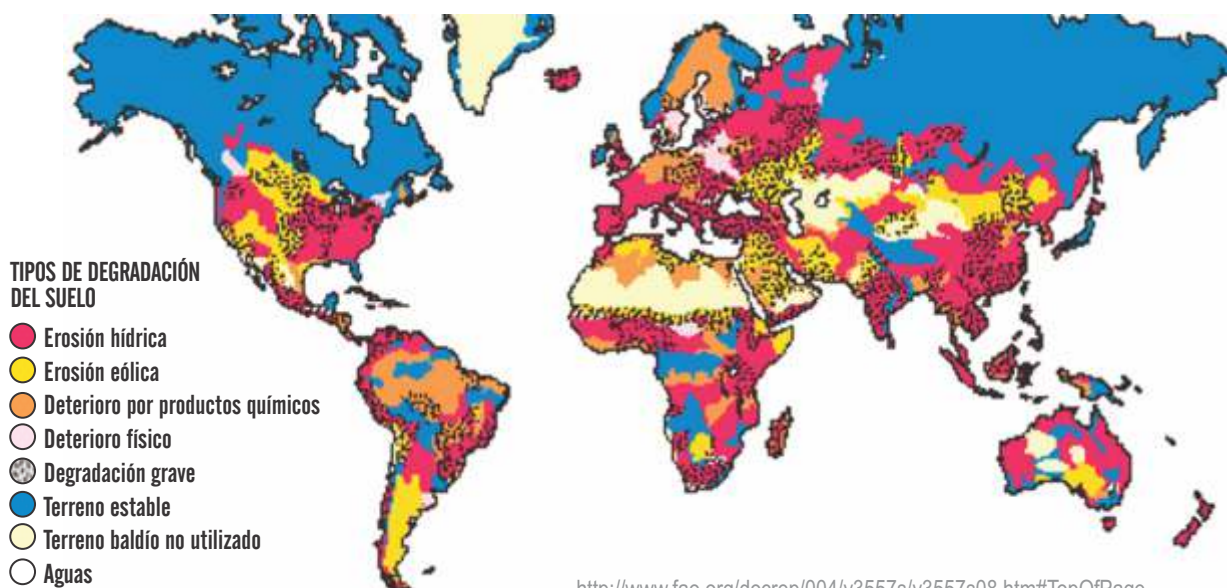 TIPOS DE DEGRADACIÓN
DEL SUELO
Erosión hídrica
Erosión eólica
Deterioro por productos químicos
Deterioro físico
Degradación grave
Terreno estable
Terreno baldío no utilizado
Aguas